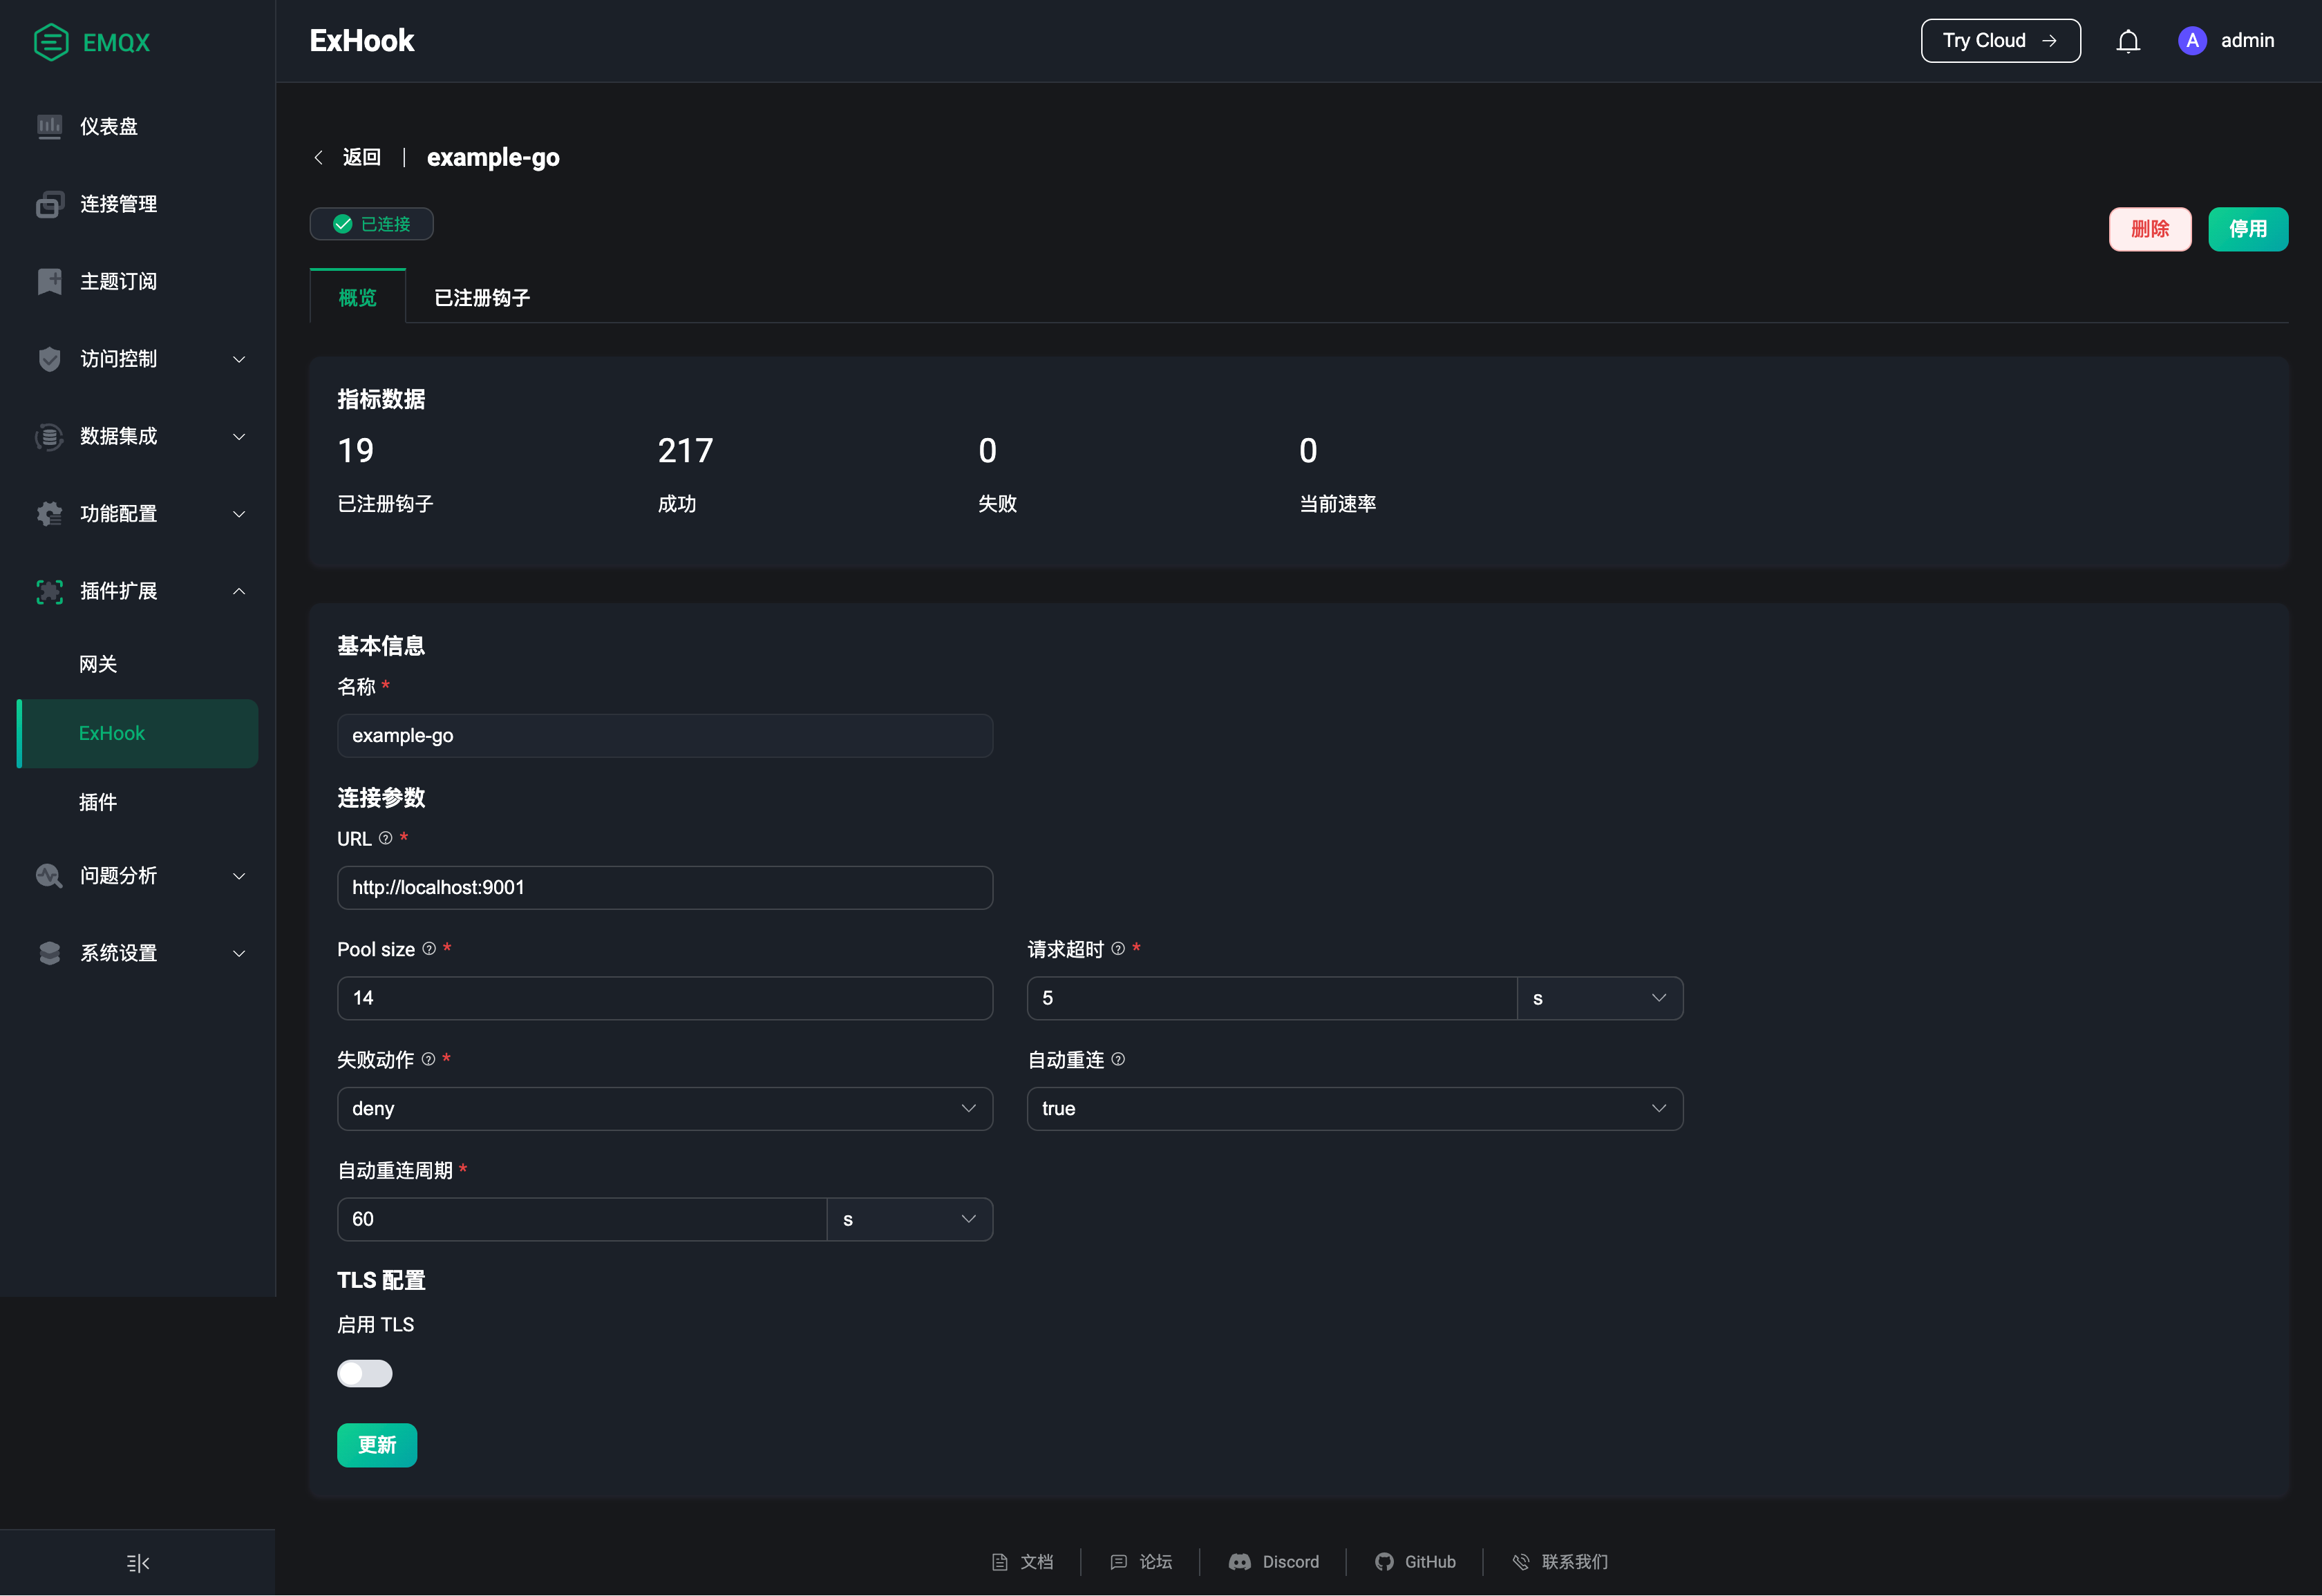 EMQX
ExHook
Try Cloud →
A admin
仪表盘
连接管理
主题订阅
访问控制
数据集成
功能配置
插件扩展
网关
ExHook
插件
问题分析
系统设置
返回 | example-go
已连接
删除 停用
概览 已注册钩子
指标数据
19 217 0 0
已注册钩子 成功 失败 当前速率
基本信息
名称 *
example-go
连接参数
URL *
http://localhost:9001
Pool size * 请求超时 *
14 5 s
失败动作 * 自动重连
deny true
自动重连周期 *
60 s
TLS 配置
启用 TLS
更新
文档 论坛 Discord GitHub 联系我们